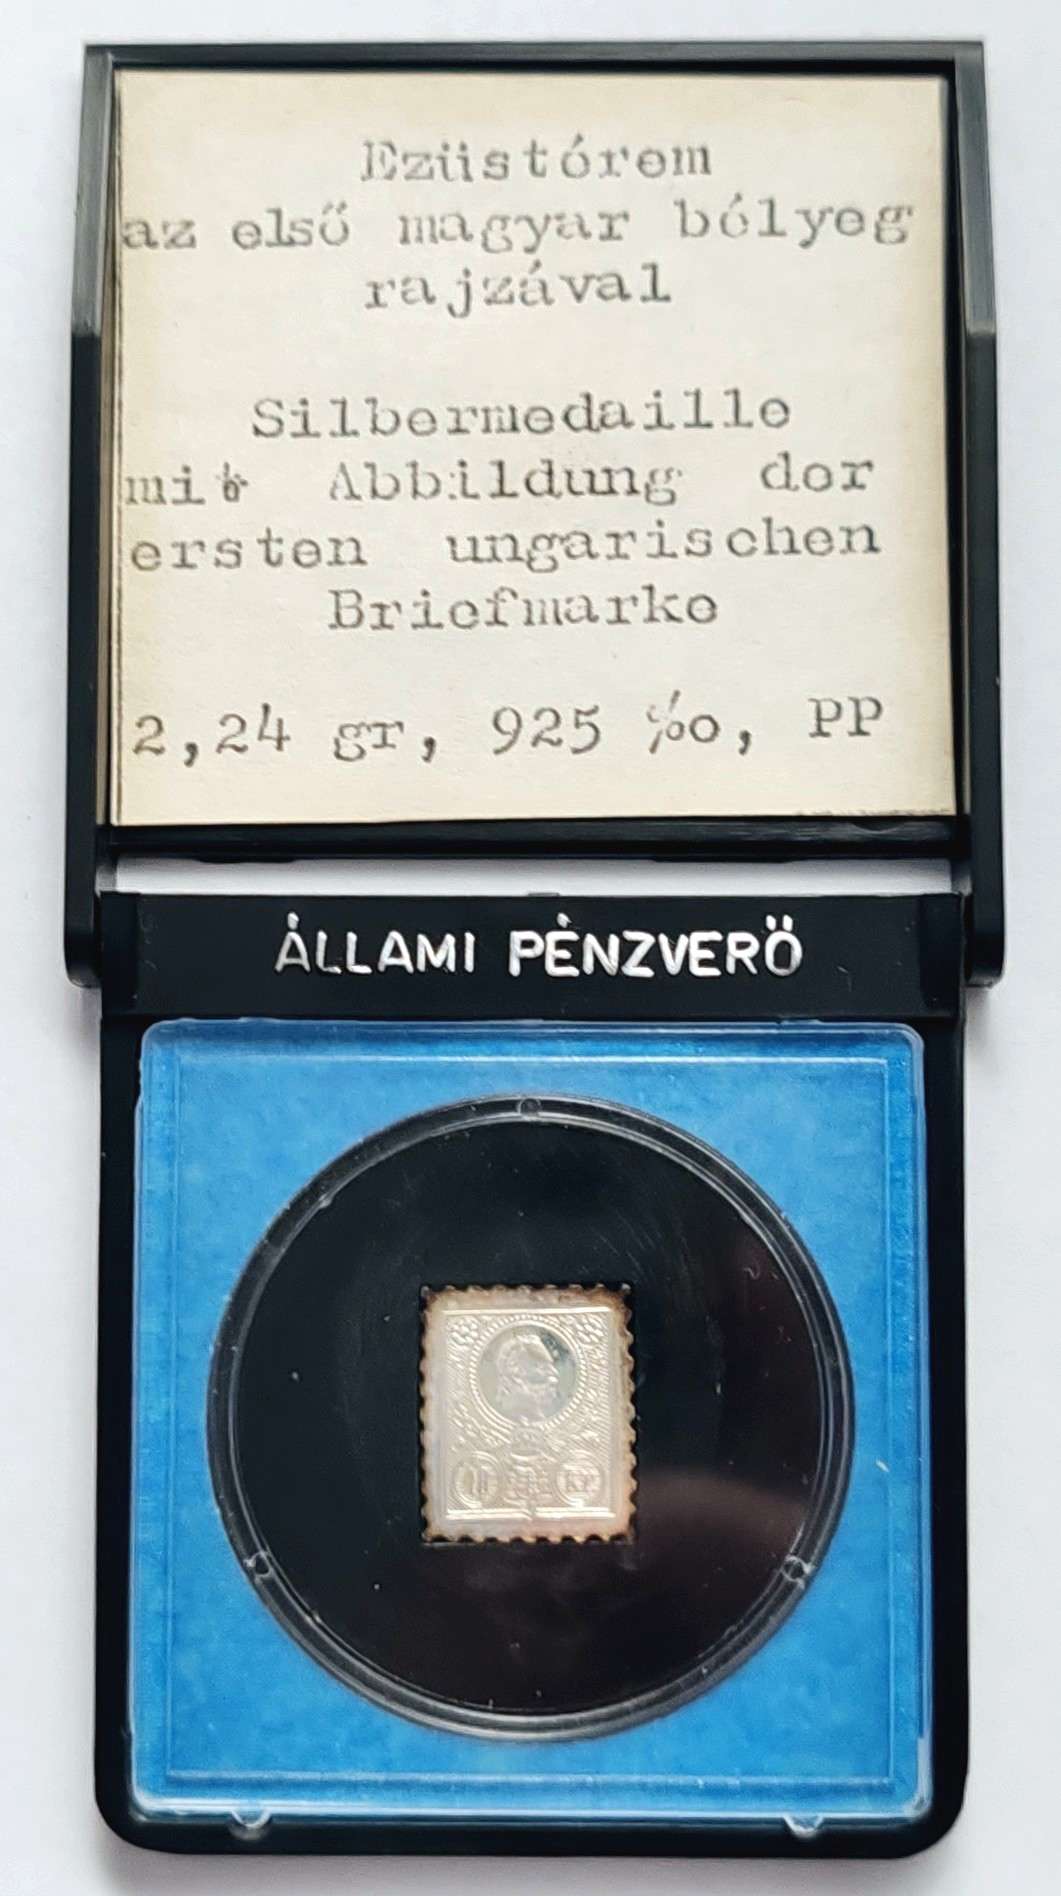 Ezüstérem
az első magyar bélyeg
rajzával
Silbermedaille
mit Abbildung der
ersten ungarischen
Briefmarke
2,24 gr, 925 %o, PP
ÁLLAMI PÉNZVERŐ
KR.